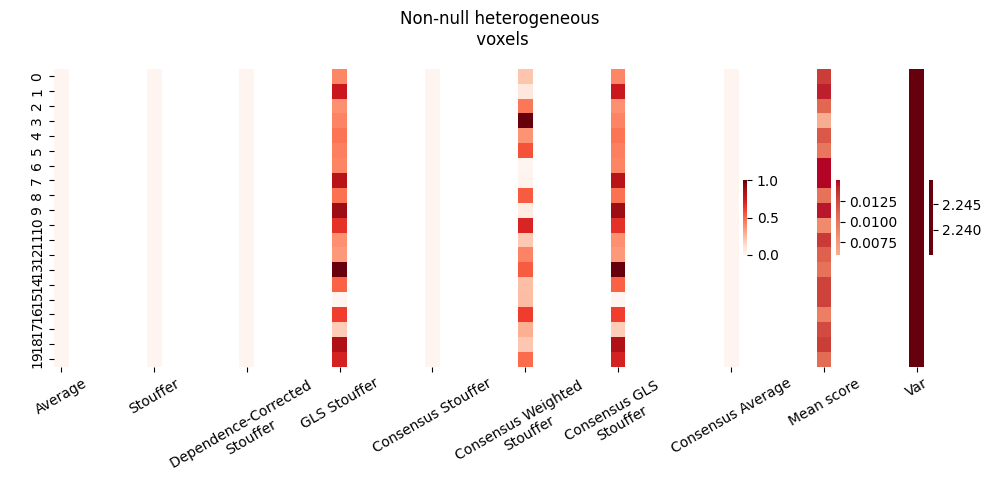 Non-null heterogeneous
voxels
0
1
2
3
4
5
6
7
8
9
10
11
12
13
14
15
16
17
18
19
1.0
0.5
0.0
0.0125
0.0100
0.0075
2.245
2.240
Average
Stouffer
Dependence-Corrected
Stouffer
GLS Stouffer
Consensus Stouffer
Consensus Weighted
Stouffer
Consensus GLS
Stouffer
Consensus Average
Mean score
Var